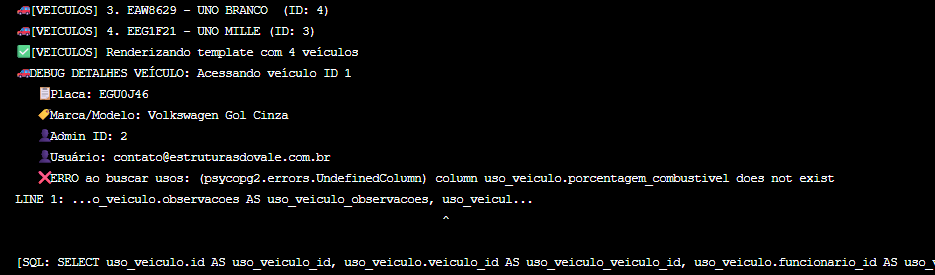 🚗[VEICULOS] 3. EAW8629 - UNO BRANCO (ID: 4)
🚗[VEICULOS] 4. EEG1F21 - UNO MILLE (ID: 3)
✅[VEICULOS] Renderizando template com 4 veículos
🚗DEBUG DETALHES VEÍCULO: Acessando veículo ID 1
📋Placa: EGU0J46
🏷️Marca/Modelo: Volkswagen Gol Cinza
👤Admin ID: 2
👤Usuário: contato@estruturasdovale.com.br
❌ERRO ao buscar usos: (psycopg2.errors.UndefinedColumn) column uso_veiculo.porcentagem_combustivel does not exist
LINE 1: ...o_veiculo.observacoes AS uso_veiculo_observacoes, uso_veicul...
^
[SQL: SELECT uso_veiculo.id AS uso_veiculo_id, uso_veiculo.veiculo_id AS uso_veiculo_veiculo_id, uso_veiculo.funcionario_id AS uso_v